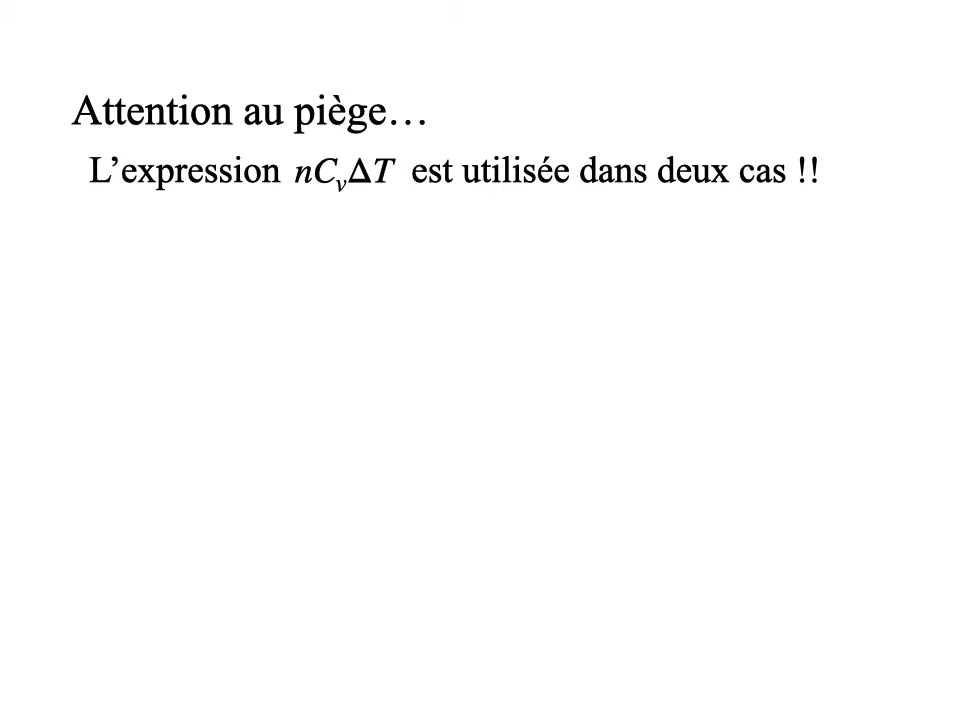 Attention au piège…
L’expression nCᵥΔT est utilisée dans deux cas !!